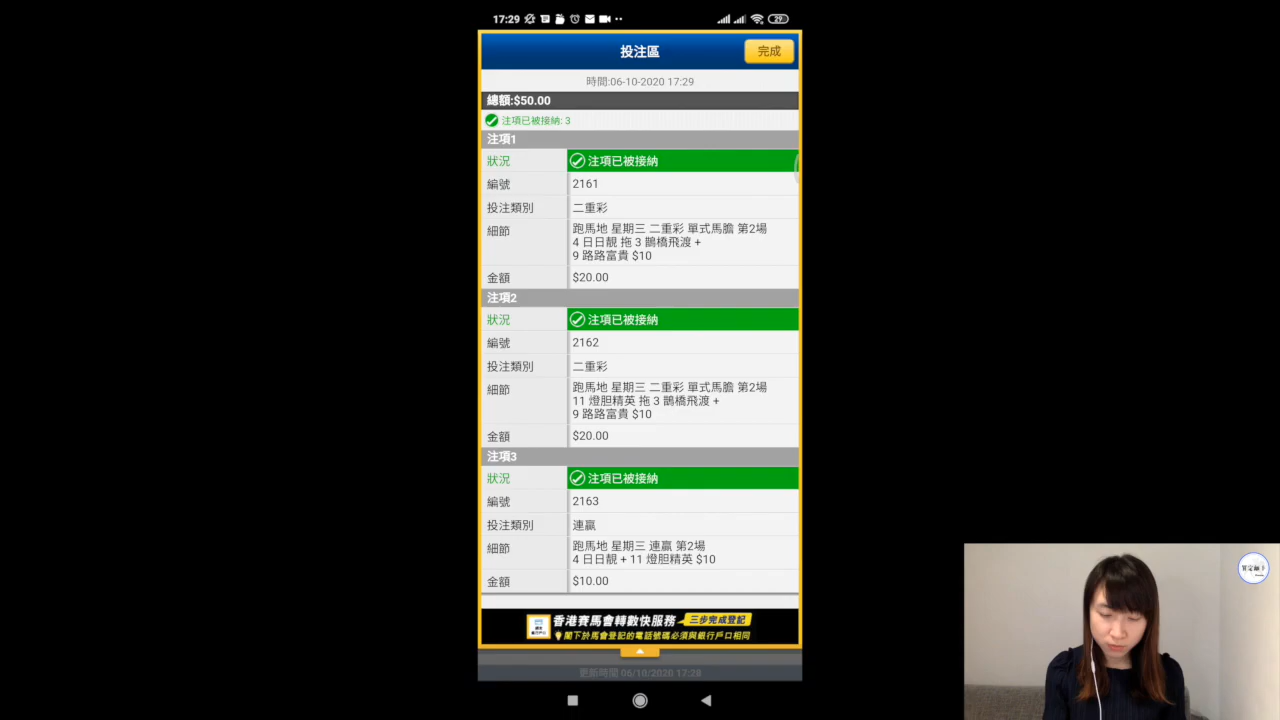 17:29
29
投注區
完成
時間:06-10-2020 17:29
總額:$50.00
注項已被接納: 3
注項1
狀況 注項已被接納
編號 2161
投注類別 二重彩
細節 跑馬地 星期三 二重彩 單式馬膽 第2場
4 日日靚 拖 3 鵲橋飛渡 +
9 路路富貴 $10
金額 $20.00
注項2
狀況 注項已被接納
編號 2162
投注類別 二重彩
細節 跑馬地 星期三 二重彩 單式馬膽 第2場
11 燈胆精英 拖 3 鵲橋飛渡 +
9 路路富貴 $10
金額 $20.00
注項3
狀況 注項已被接納
編號 2163
投注類別 連贏
細節 跑馬地 星期三 連贏 第2場
4 日日靚 + 11 燈胆精英 $10
金額 $10.00
香港賽馬會轉數快服務 三步完成登記
閣下於馬會登記的電話號碼必須與銀行戶口相同
更新時間 06/10/2020 17:28